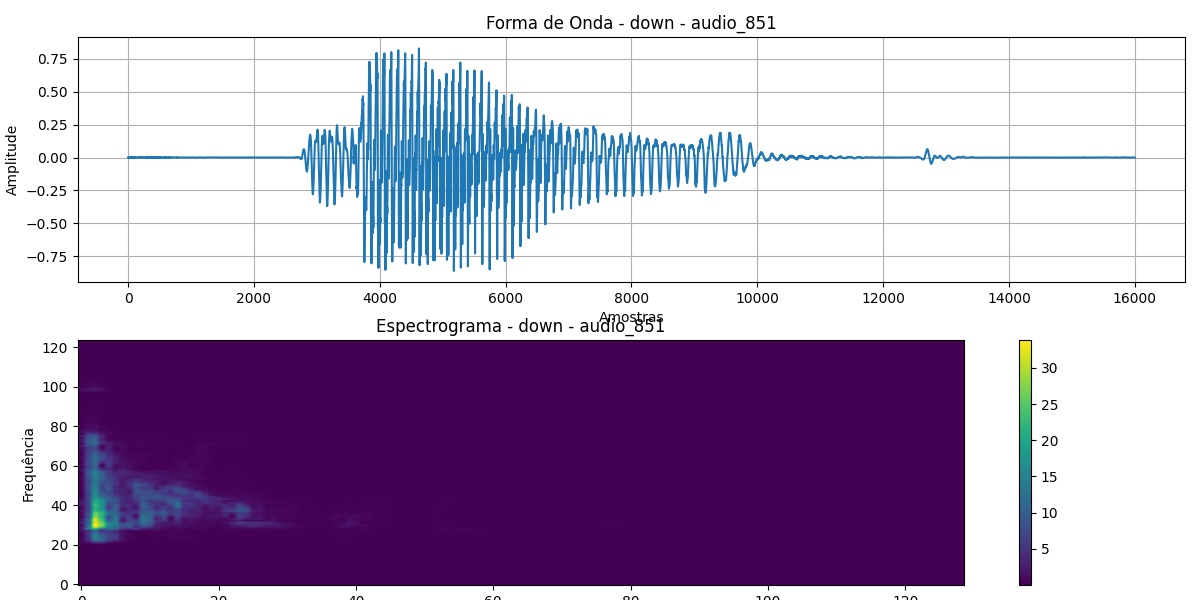 Forma de Onda - down - audio_851
Amplitude
0.75
0.50
0.25
0.00
−0.25
−0.50
−0.75
0 2000 4000 6000 8000 10000 12000 14000 16000
Amostras
Espectrograma - down - audio_851
Frequência
120
100
80
60
40
20
0
0 20 40 60 80 100 120
30
25
20
15
10
5